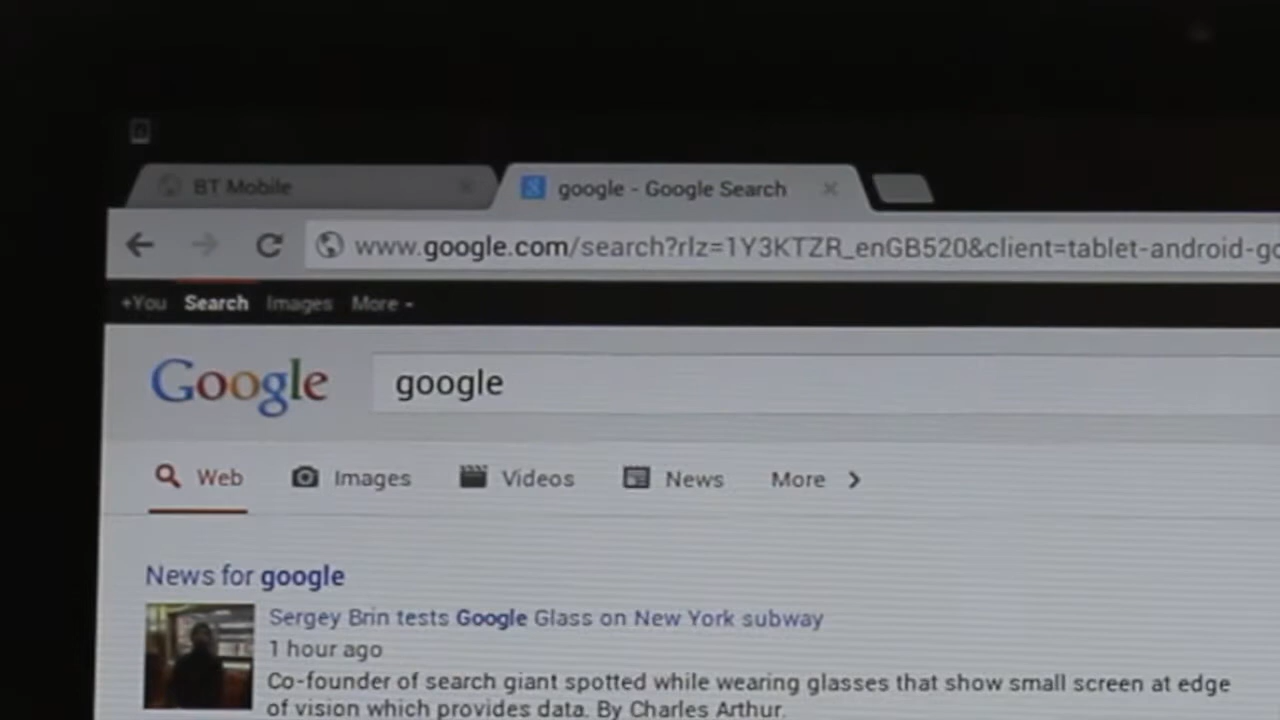 BT Mobile
google - Google Search
www.google.com/search?rlz=1Y3KTZR_enGB520&client=tablet-android-go
+You Search Images More
Google
google
Web Images Videos News More
News for google
Sergey Brin tests Google Glass on New York subway
1 hour ago
Co-founder of search giant spotted while wearing glasses that show small screen at edge
of vision which provides data. By Charles Arthur.